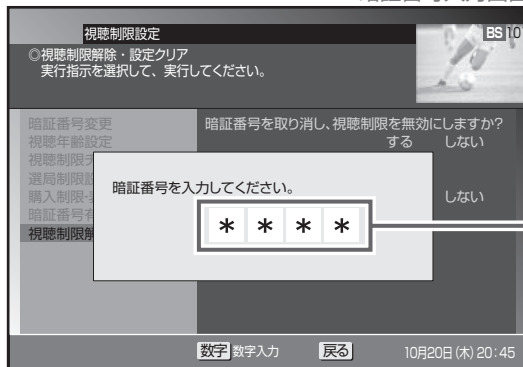 視聴制限設定
BS 10
◎視聴制限解除・設定クリア
実行指示を選択して、実行してください。
暗証番号変更
暗証番号を取り消し、視聴制限を無効にしますか?
視聴年齢設定
する しない
視聴制限
選局制限設
購入制限
しない
暗証番号有
視聴制限解
暗証番号を入力してください。
* * * *
数字 数字入力 戻る 10月20日(木)20:45